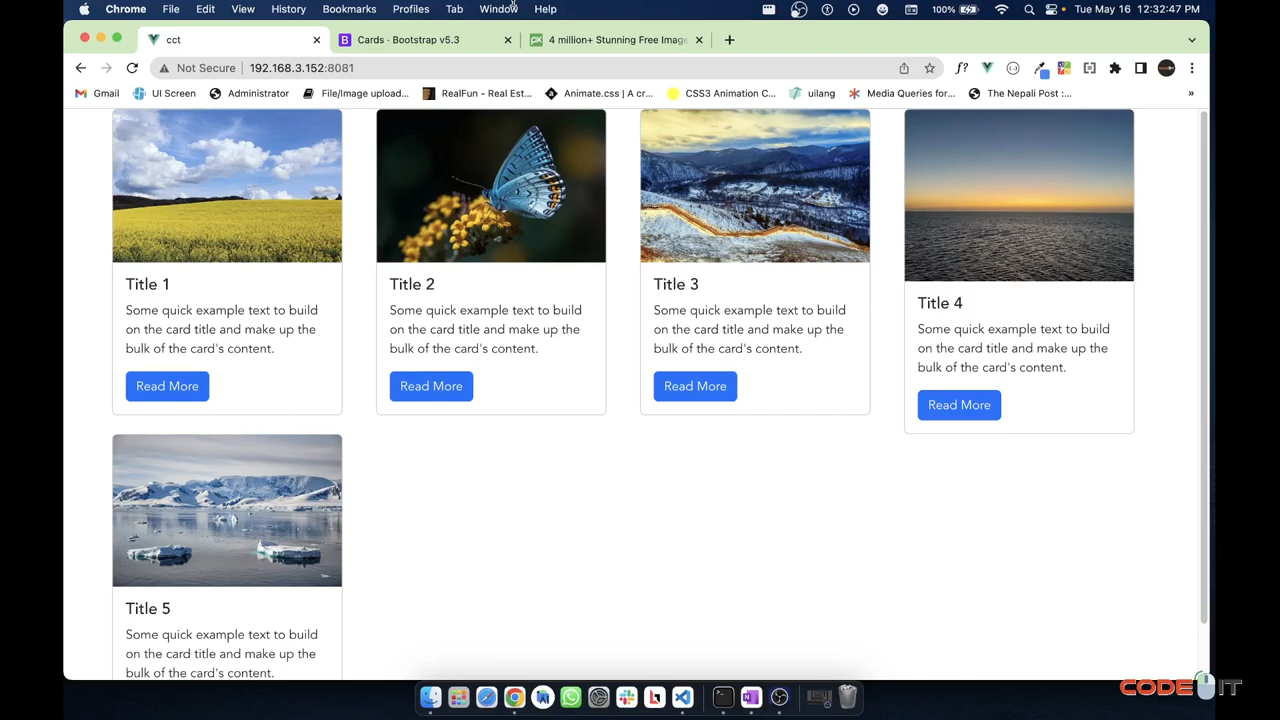 Chrome File Edit View History Bookmarks Profiles Tab Window Help 100% Tue May 16 12:32:47 PM
cct Cards · Bootstrap v5.3 4 million+ Stunning Free Image
Not Secure 192.168.3.152:8081 f?
Gmail UI Screen Administrator File/Image upload... RealFun - Real Est... Animate.css | A cr... CSS3 Animation C... uilang Media Queries for... The Nepali Post :... »
Title 1
Some quick example text to build
on the card title and make up the
bulk of the card's content.
Read More
Title 2
Some quick example text to build
on the card title and make up the
bulk of the card's content.
Read More
Title 3
Some quick example text to build
on the card title and make up the
bulk of the card's content.
Read More
Title 4
Some quick example text to build
on the card title and make up the
bulk of the card's content.
Read More
Title 5
Some quick example text to build
on the card title and make up the
bulk of the card's content.
CODE IT